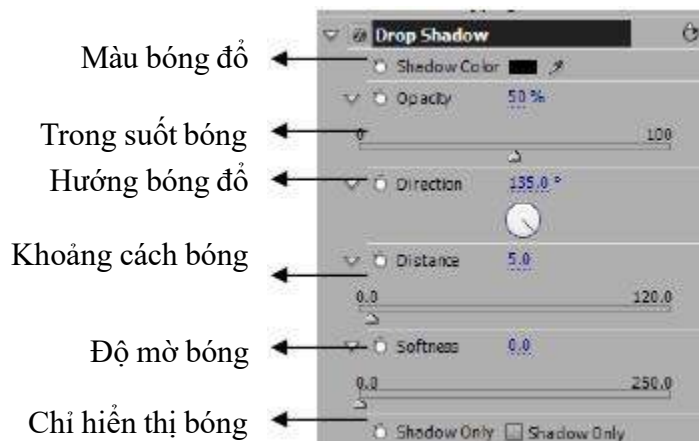 Drop Shadow
Màu bóng đổ
Shadow Color
Opacity 50 %
Trong suốt bóng
0 100
Hướng bóng đổ
Direction 135.0 °
Khoảng cách bóng
Distance 5.0
0.0 120.0
Độ mờ bóng
Softness 0.0
0.0 250.0
Chỉ hiển thị bóng
Shadow Only Shadow Only